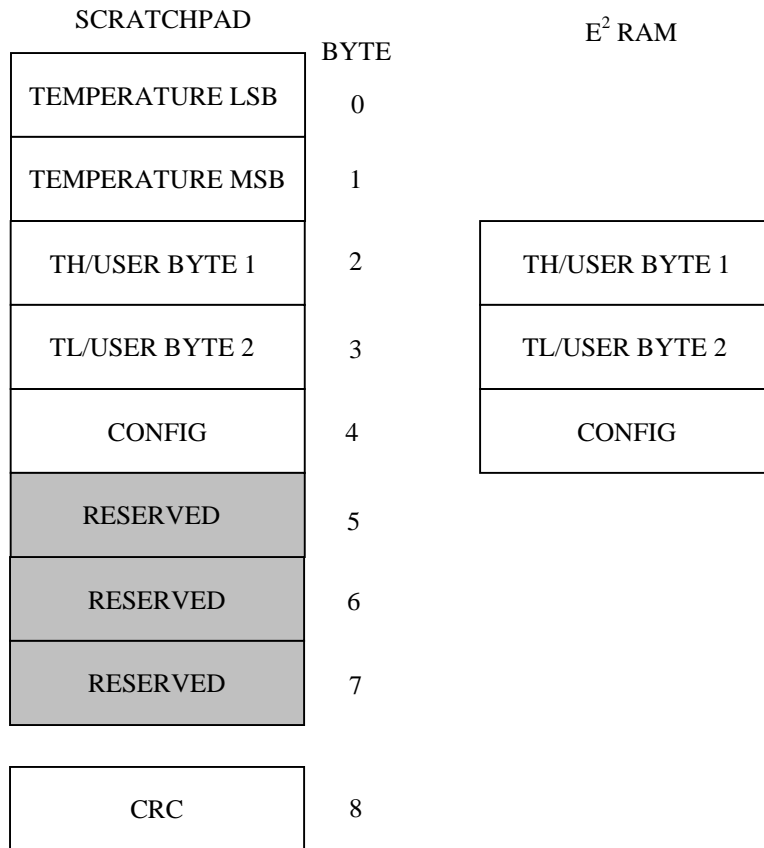 SCRATCHPAD
BYTE
E² RAM
TEMPERATURE LSB
0
TEMPERATURE MSB
1
TH/USER BYTE 1
2
TH/USER BYTE 1
TL/USER BYTE 2
3
TL/USER BYTE 2
CONFIG
4
CONFIG
RESERVED
5
RESERVED
6
RESERVED
7
CRC
8